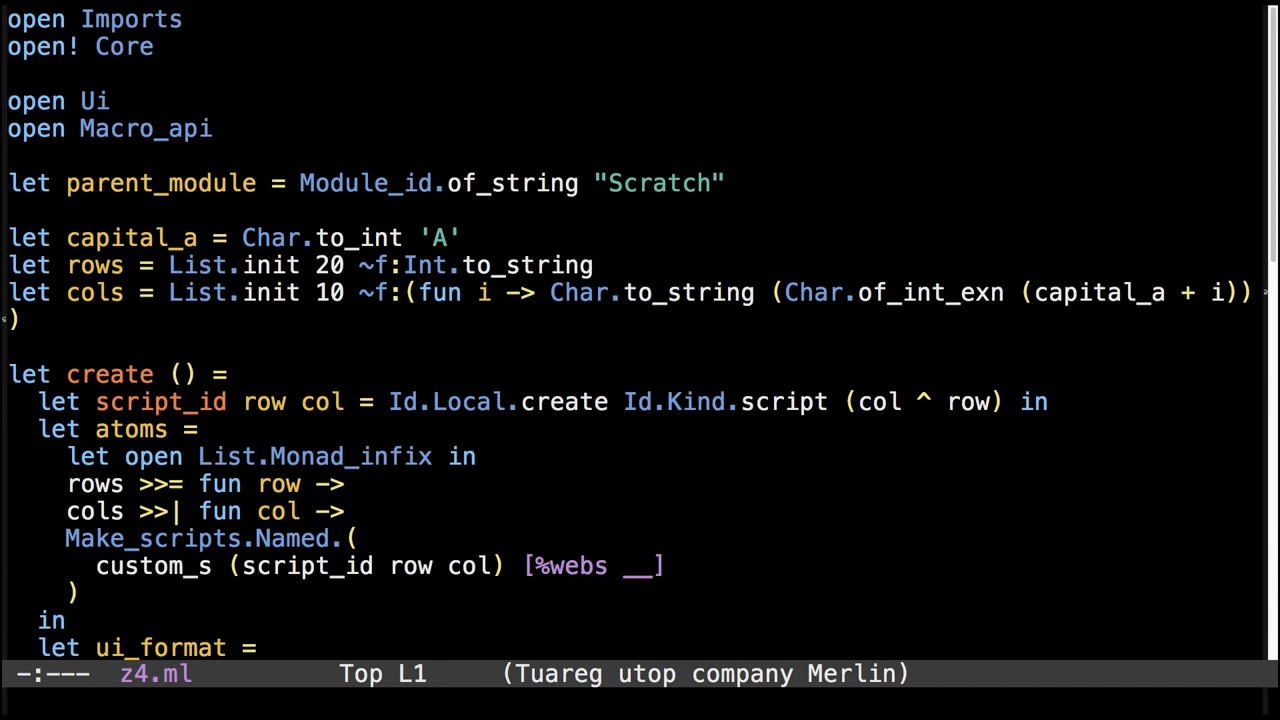 open Imports
open! Core

open Ui
open Macro_api

let parent_module = Module_id.of_string "Scratch"

let capital_a = Char.to_int 'A'
let rows = List.init 20 ~f:Int.to_string
let cols = List.init 10 ~f:(fun i -> Char.to_string (Char.of_int_exn (capital_a + i))
)

let create () =
  let script_id row col = Id.Local.create Id.Kind.script (col ^ row) in
  let atoms =
    let open List.Monad_infix in
    rows >>= fun row ->
    cols >>| fun col ->
    Make_scripts.Named.(
      custom_s (script_id row col) [%webs __]
    )
  in
  let ui_format =
-:---  z4.ml          Top L1     (Tuareg utop company Merlin)